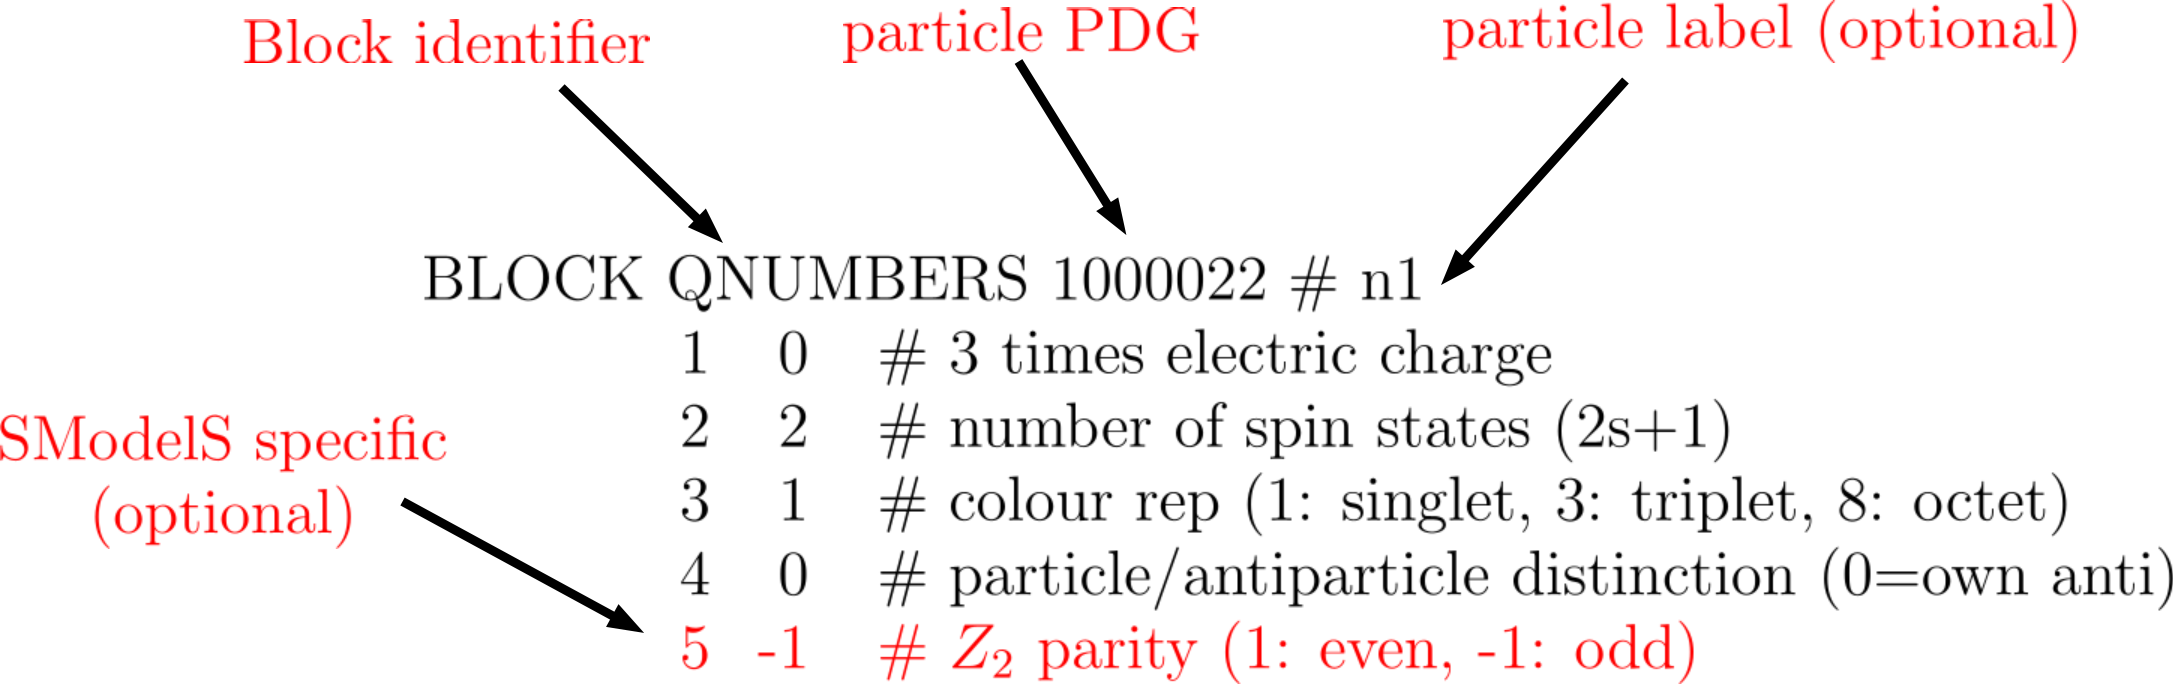 Block identifier
particle PDG
particle label (optional)
BLOCK QNUMBERS 1000022 # n1
1 0 # 3 times electric charge
2 2 # number of spin states (2s+1)
3 1 # colour rep (1: singlet, 3: triplet, 8: octet)
4 0 # particle/antiparticle distinction (0=own anti)
SModelS specific
(optional)
5 -1 # Z₂ parity (1: even, -1: odd)